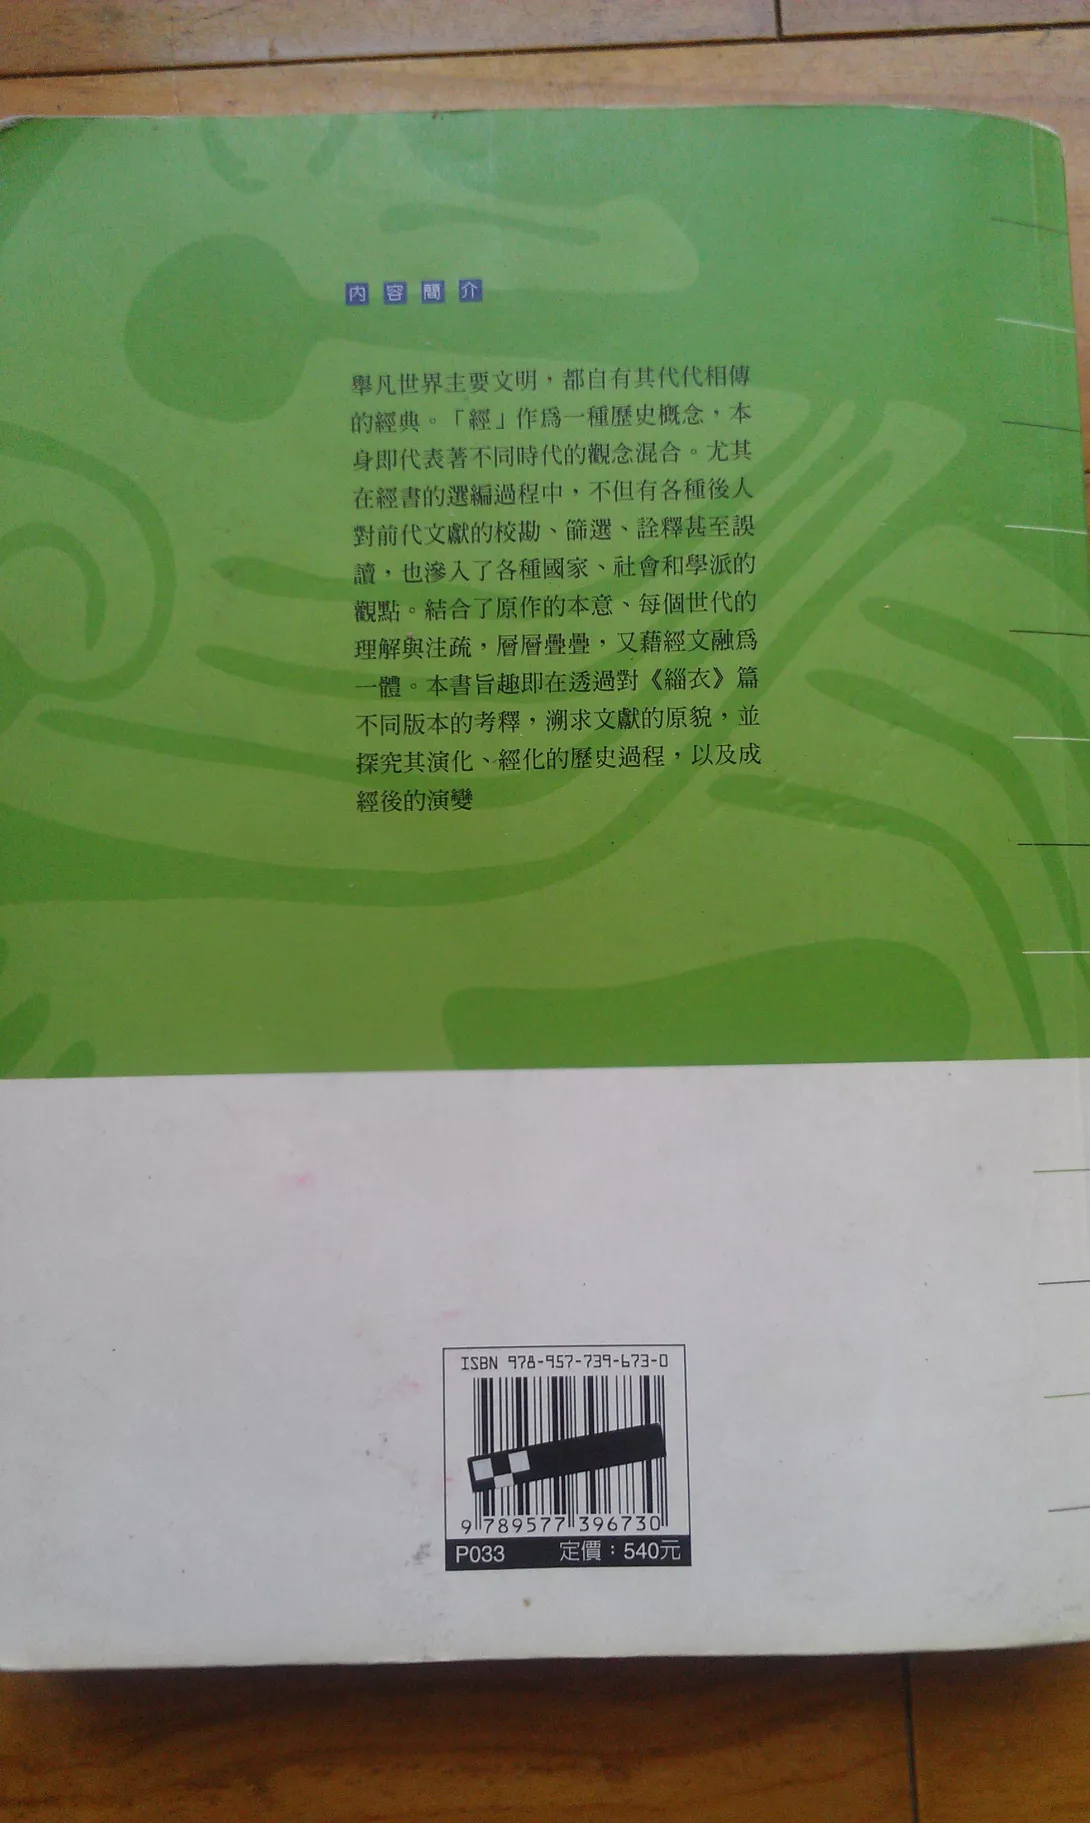 內容簡介
舉凡世界主要文明，都自有其代代相傳
的經典。「經」作爲一種歷史概念，本
身即代表著不同時代的觀念混合。尤其
在經書的選編過程中，不但有各種後人
對前代文獻的校勘、篩選、詮釋甚至誤
讀，也滲入了各種國家、社會和學派的
觀點。結合了原作的本意、每個世代的
理解與注疏，層層疊疊，又藉經文融爲
一體。本書旨趣即在透過對《緇衣》篇
不同版本的考釋，溯求文獻的原貌，並
探究其演化、經化的歷史過程，以及成
經後的演變
ISBN 978-957-739-673-0
9 789577 396730
P033 定價：540元